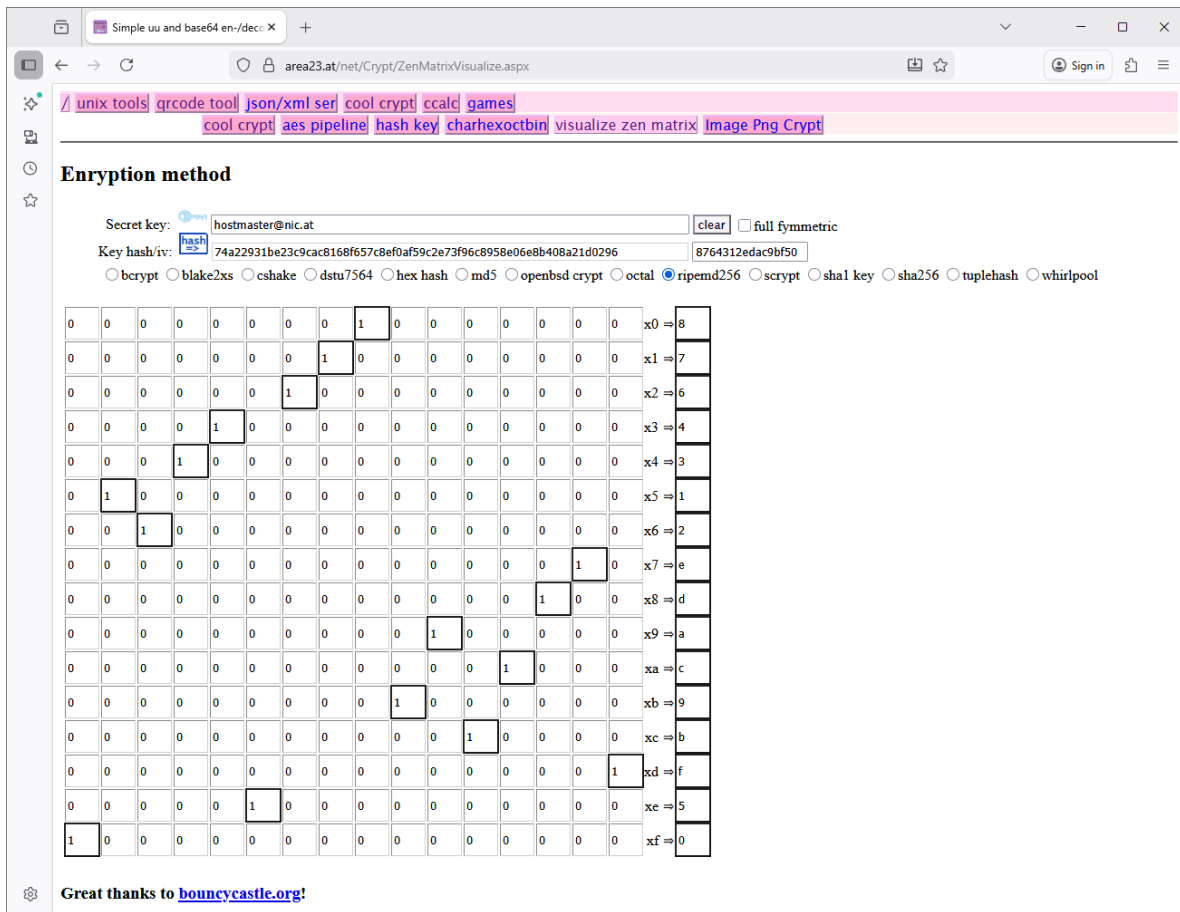 Simple uu and base64 en-/decc
area23.at/net/Crypt/ZenMatrixVisualize.aspx
Sign in
/ unix tools qrcode tool json/xml ser cool crypt ccalc games
cool crypt aes pipeline hash key charhexoctbin visualize zen matrix Image Png Crypt
Enryption method
Secret key: hostmaster@nic.at clear full fymmetric
Key hash/iv: hash => 74a22931be23c9cac8168f657c8ef0af59c2e73f96c8958e06e8b408a21d0296 8764312edac9bf50
bcrypt blake2xs cshake dstu7564 hex hash md5 openbsd crypt octal ripemd256 scrypt sha1 key sha256 tuplehash whirlpool
0 0 0 0 0 0 0 0 1 0 0 0 0 0 0 0 x0 ⇒ 8
0 0 0 0 0 0 0 1 0 0 0 0 0 0 0 0 x1 ⇒ 7
0 0 0 0 0 0 1 0 0 0 0 0 0 0 0 0 x2 ⇒ 6
0 0 0 0 1 0 0 0 0 0 0 0 0 0 0 0 x3 ⇒ 4
0 0 0 1 0 0 0 0 0 0 0 0 0 0 0 0 x4 ⇒ 3
0 1 0 0 0 0 0 0 0 0 0 0 0 0 0 0 x5 ⇒ 1
0 0 1 0 0 0 0 0 0 0 0 0 0 0 0 0 x6 ⇒ 2
0 0 0 0 0 0 0 0 0 0 0 0 0 0 1 0 x7 ⇒ e
0 0 0 0 0 0 0 0 0 0 0 0 0 1 0 0 x8 ⇒ d
0 0 0 0 0 0 0 0 0 0 1 0 0 0 0 0 x9 ⇒ a
0 0 0 0 0 0 0 0 0 0 0 0 1 0 0 0 xa ⇒ c
0 0 0 0 0 0 0 0 0 1 0 0 0 0 0 0 xb ⇒ 9
0 0 0 0 0 0 0 0 0 0 0 1 0 0 0 0 xc ⇒ b
0 0 0 0 0 0 0 0 0 0 0 0 0 0 0 1 xd ⇒ f
0 0 0 0 0 1 0 0 0 0 0 0 0 0 0 0 xe ⇒ 5
1 0 0 0 0 0 0 0 0 0 0 0 0 0 0 0 xf ⇒ 0
Great thanks to bouncycastle.org!